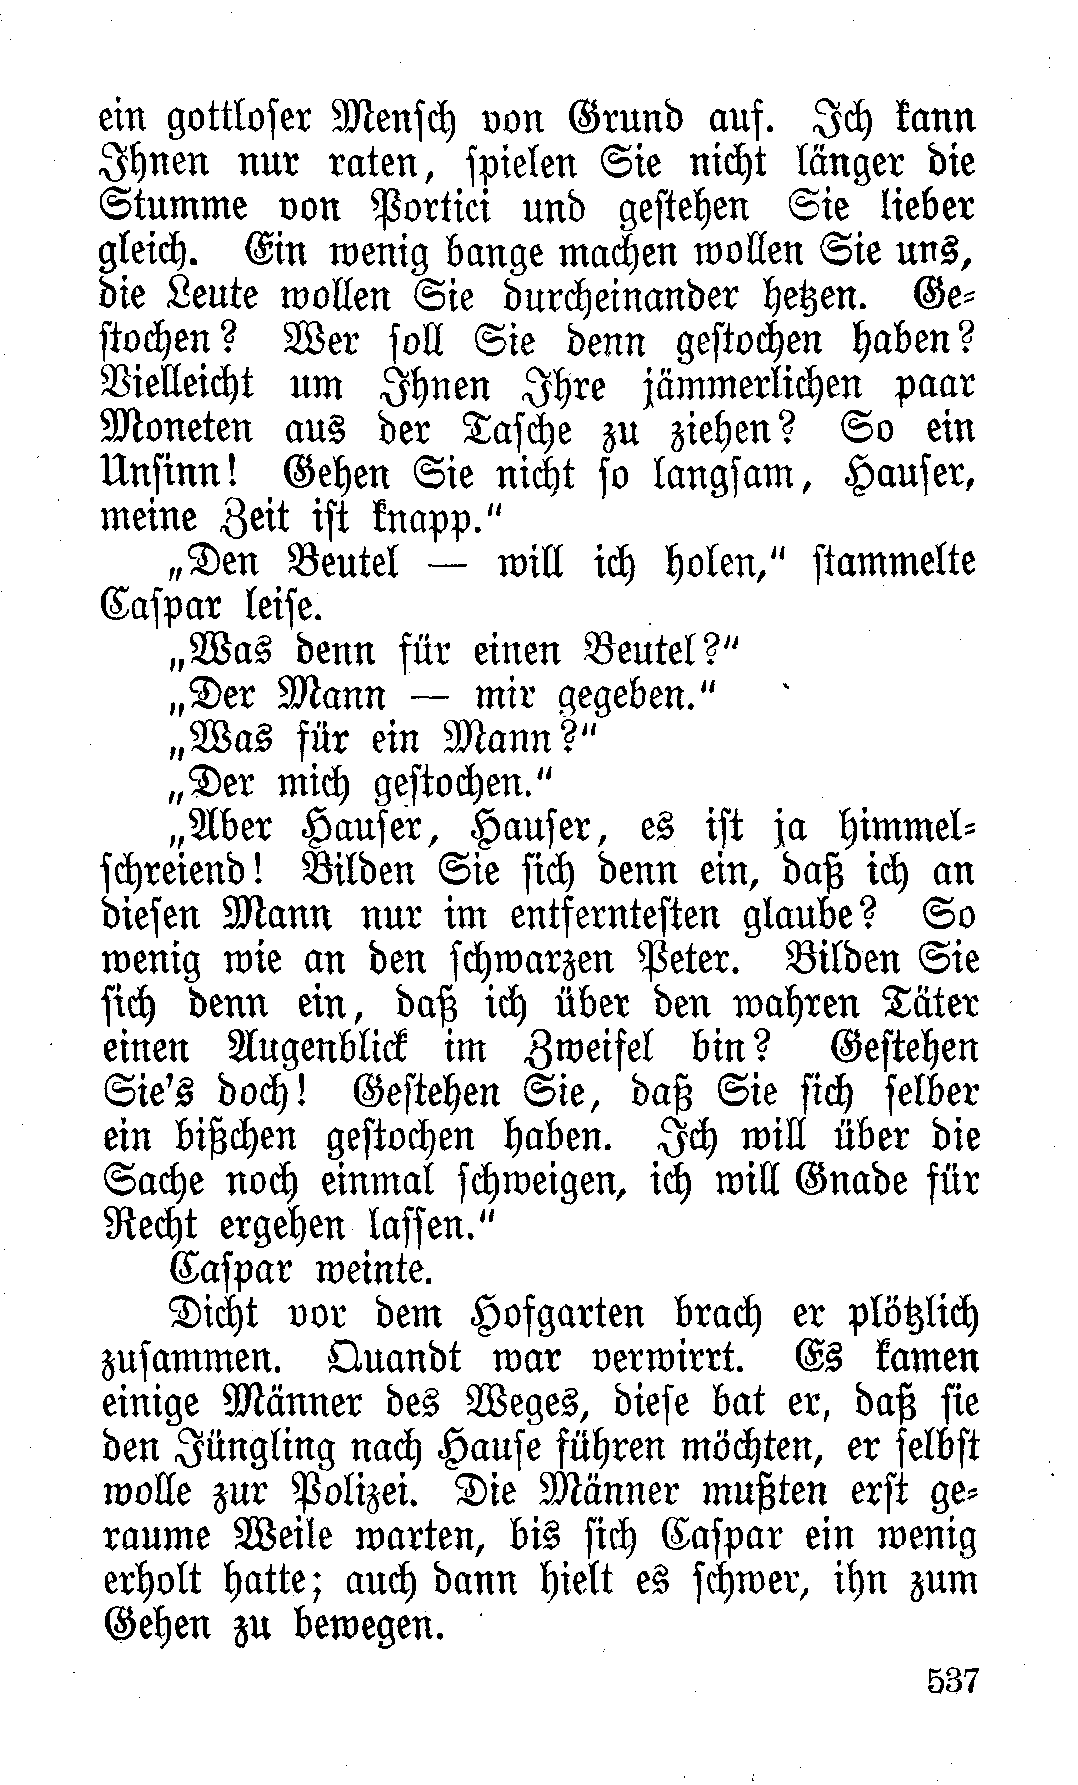 ein gottloser Mensch von Grund auf. Ich kann
Ihnen nur raten, spielen Sie nicht länger die
Stumme von Portici und gestehen Sie lieber
gleich. Ein wenig bange machen wollen Sie uns,
die Leute wollen Sie durcheinander hetzen. Ge-
stochen? Wer soll Sie denn gestochen haben?
Vielleicht um Ihnen Ihre jämmerlichen paar
Moneten aus der Tasche zu ziehen? So ein
Unsinn! Gehen Sie nicht so langsam, Hauser,
meine Zeit ist knapp.“
„Den Beutel — will ich holen,“ stammelte
Caspar leise.
„Was denn für einen Beutel?“
„Der Mann — mir gegeben.“
„Was für ein Mann?“
„Der mich gestochen.“
„Aber Hauser, Hauser, es ist ja himmel-
schreiend! Bilden Sie sich denn ein, daß ich an
diesen Mann nur im entferntesten glaube? So
wenig wie an den schwarzen Peter. Bilden Sie
sich denn ein, daß ich über den wahren Täter
einen Augenblick im Zweifel bin? Gestehen
Sie's doch! Gestehen Sie, daß Sie sich selber
ein bißchen gestochen haben. Ich will über die
Sache noch einmal schweigen, ich will Gnade für
Recht ergehen lassen.“
Caspar weinte.
Dicht vor dem Hofgarten brach er plötzlich
zusammen. Quandt war verwirrt. Es kamen
einige Männer des Weges, diese bat er, daß sie
den Jüngling nach Hause führen möchten, er selbst
wolle zur Polizei. Die Männer mußten erst ge-
raume Weile warten, bis sich Caspar ein wenig
erholt hatte; auch dann hielt es schwer, ihn zum
Gehen zu bewegen.
537